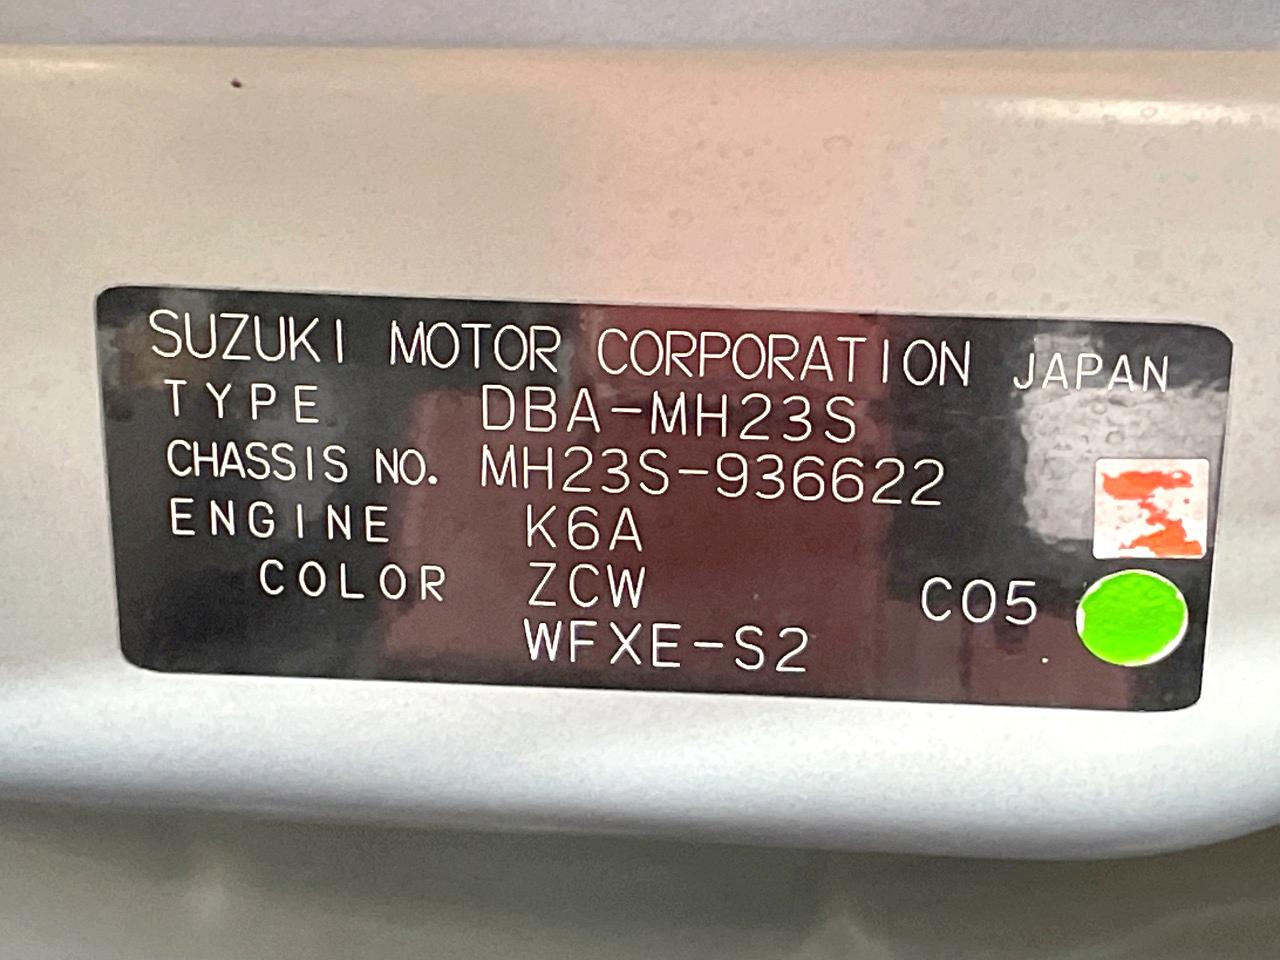 SUZUKI MOTOR CORPORATION JAPAN
TYPE DBA-MH23S
CHASSIS NO. MH23S-936622
ENGINE K6A
COLOR ZCW C05
WFXE-S2